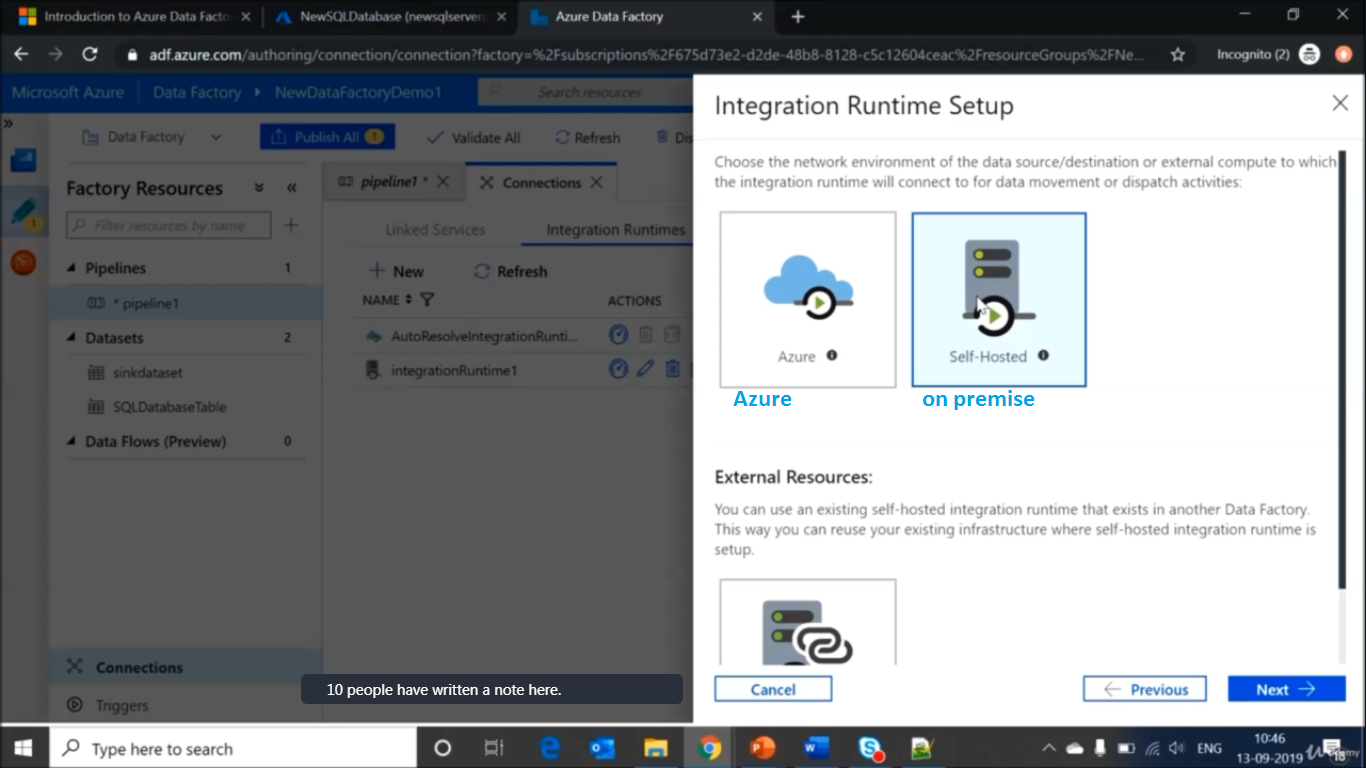 Introduction to Azure Data Facto
NewSQLDatabase (newsqlserver
Azure Data Factory
adf.azure.com/authoring/connection/connection?factory=%2Fsubscriptions%2F675d73e2-d2de-48b8-8128-c5c12604ceac%2FresourceGroups%2FNe...
Incognito (2)
Microsoft Azure
Data Factory
NewDataFactoryDemo1
Search resources
Data Factory
Publish All 1
Validate All
Refresh
Dis
Factory Resources
Filter resources by name
Pipelines 1
* pipeline1
Datasets 2
sinkdataset
SQLDatabaseTable
Data Flows (Preview) 0
Connections
Triggers
pipeline1 *
Connections
Linked Services
Integration Runtimes
New
Refresh
NAME
ACTIONS
AutoResolveIntegrationRunti...
integrationRuntime1
Integration Runtime Setup
Choose the network environment of the data source/destination or external compute to which
the integration runtime will connect to for data movement or dispatch activities:
Azure
Self-Hosted
Azure
on premise
External Resources:
You can use an existing self-hosted integration runtime that exists in another Data Factory.
This way you can reuse your existing infrastructure where self-hosted integration runtime is
setup.
Cancel
Previous
Next
10 people have written a note here.
Type here to search
ENG
10:46
13-09-2019
18